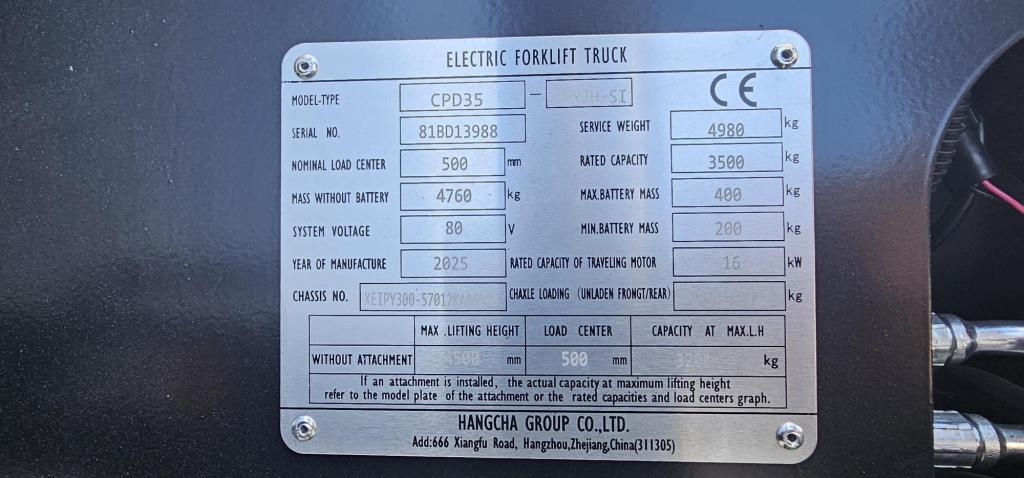 ELECTRIC FORKLIFT TRUCK
MODEL-TYPE CPD35 - -SI CE
SERIAL NO. 81BD13988 SERVICE WEIGHT 4980 kg
NOMINAL LOAD CENTER 500 mm RATED CAPACITY 3500 kg
MASS WITHOUT BATTERY 4760 kg MAX.BATTERY MASS 400 kg
SYSTEM VOLTAGE 80 V MIN.BATTERY MASS 200 kg
YEAR OF MANUFACTURE 2025 RATED CAPACITY OF TRAVELING MOTOR 16 kW
CHASSIS NO. CHAXLE LOADING (UNLADEN FRONGT/REAR) kg
MAX .LIFTING HEIGHT LOAD CENTER CAPACITY AT MAX.L.H
WITHOUT ATTACHMENT 4500 mm 500 mm kg
If an attachment is installed, the actual capacity at maximum lifting height
refer to the model plate of the attachment or the rated capacities and load centers graph.
HANGCHA GROUP CO.,LTD.
Add:666 Xiangfu Road, Hangzhou,Zhejiang,China(311305)